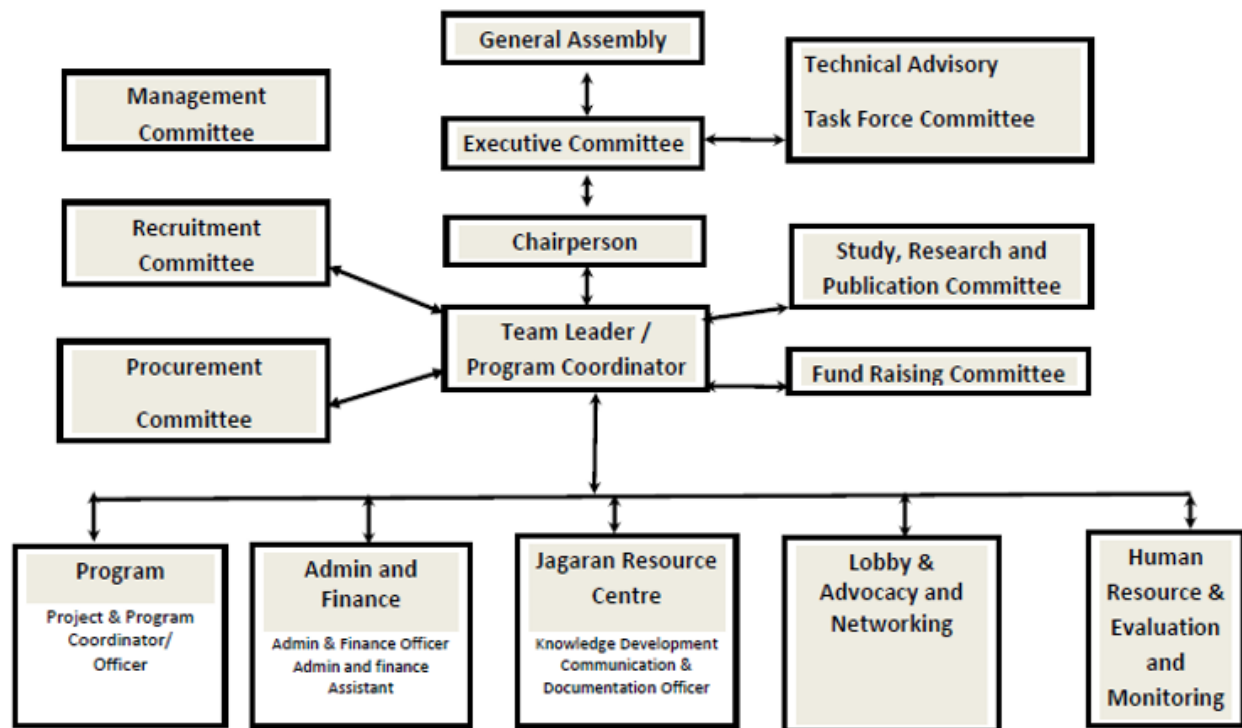 General Assembly
Technical Advisory
Task Force Committee
Management
Committee
Executive Committee
Recruitment
Committee
Chairperson
Study, Research and
Publication Committee
Team Leader /
Program Coordinator
Procurement
Committee
Fund Raising Committee
Program
Project & Program
Coordinator/
Officer
Admin and
Finance
Admin & Finance Officer
Admin and finance
Assistant
Jagaran Resource
Centre
Knowledge Development
Communication &
Documentation Officer
Lobby &
Advocacy and
Networking
Human
Resource &
Evaluation
and
Monitoring